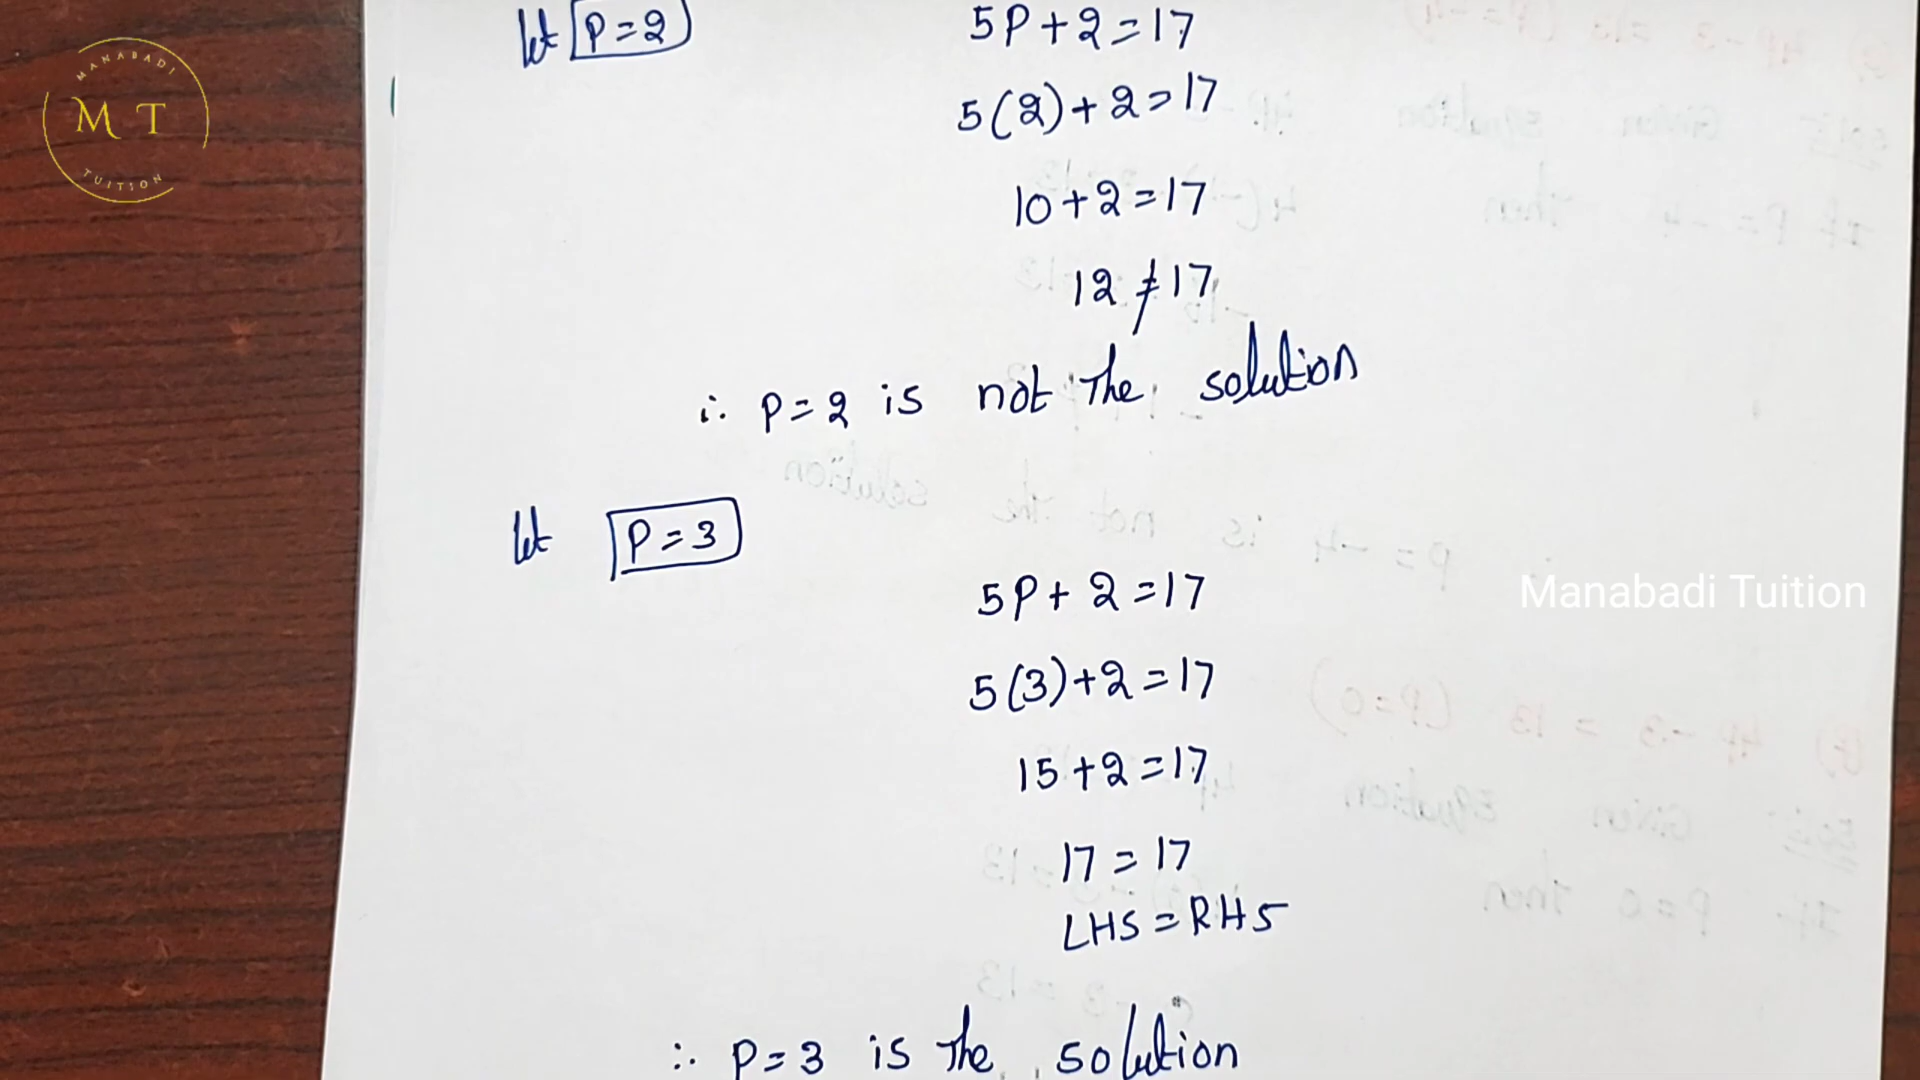 MANABADI
M T
TUITION
let P=2
5P+2=17
5(2)+2=17
10+2=17
12≠17
∴ P=2 is not the solution
let P=3
5P+2=17
Manabadi Tuition
5(3)+2=17
15+2=17
17=17
LHS=RHS
∴ P=3 is the solution